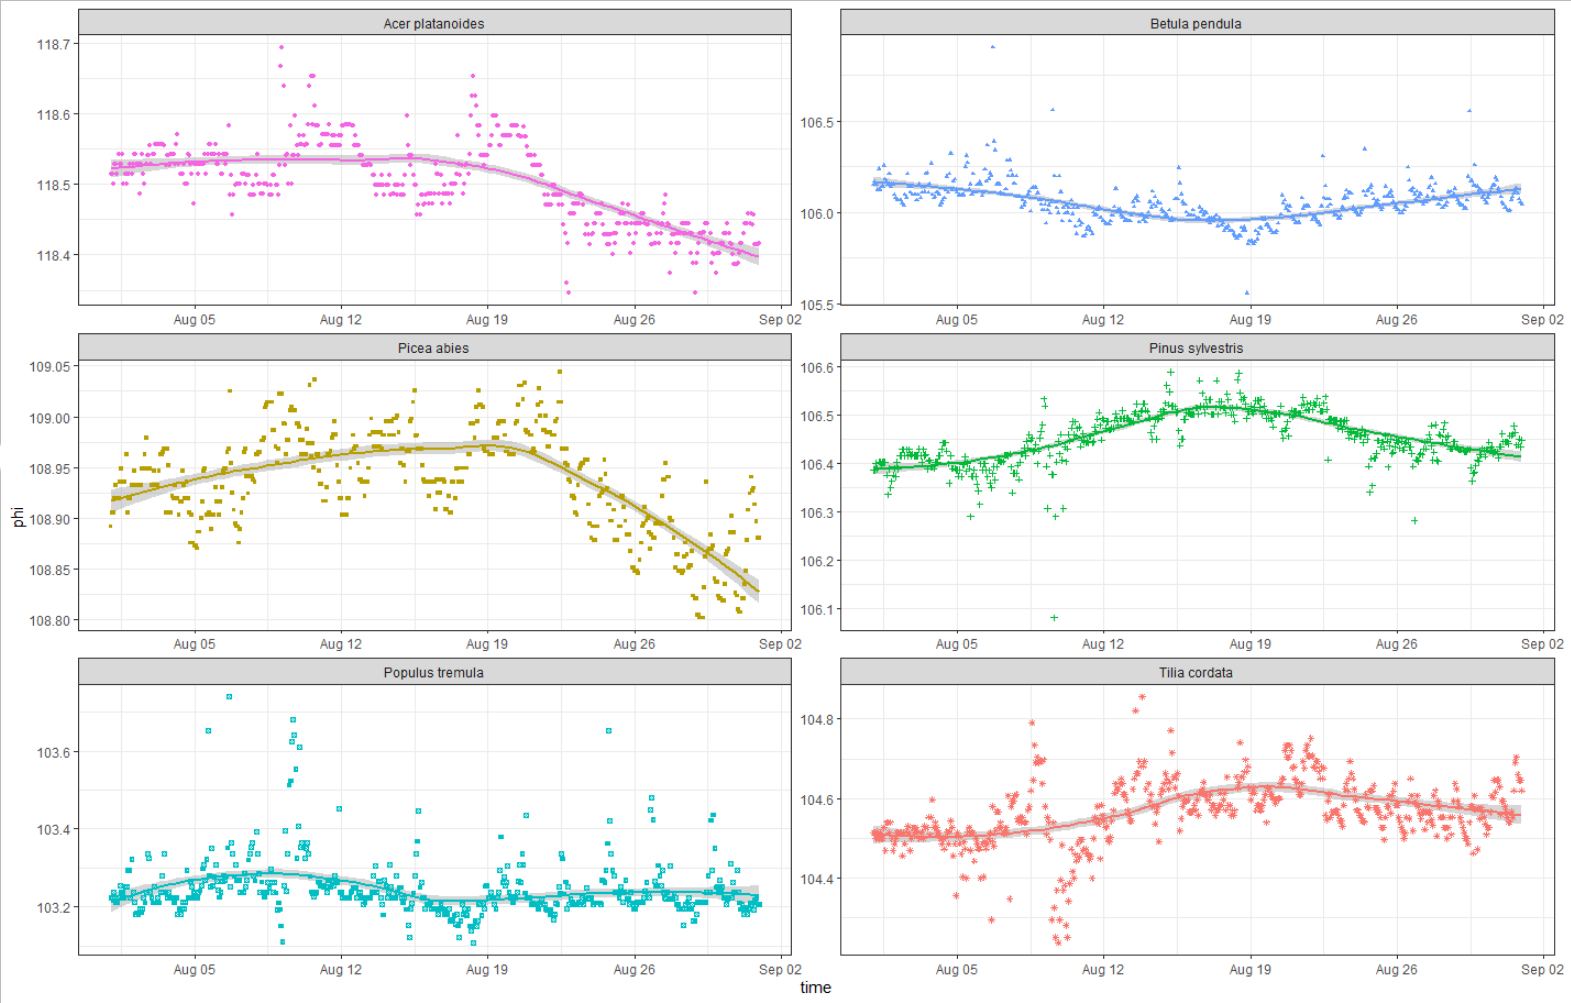 Acer platanoides
Betula pendula
118.7
118.6
118.5
118.4
106.5
106.0
105.5
Aug 05 Aug 12 Aug 19 Aug 26 Sep 02
Aug 05 Aug 12 Aug 19 Aug 26 Sep 02
Picea abies
Pinus sylvestris
109.05
109.00
108.95
108.90
108.85
108.80
106.6
106.5
106.4
106.3
106.2
106.1
Aug 05 Aug 12 Aug 19 Aug 26 Sep 02
Aug 05 Aug 12 Aug 19 Aug 26 Sep 02
phi
Populus tremula
Tilia cordata
103.6
103.4
103.2
104.8
104.6
104.4
Aug 05 Aug 12 Aug 19 Aug 26 Sep 02
Aug 05 Aug 12 Aug 19 Aug 26 Sep 02
time